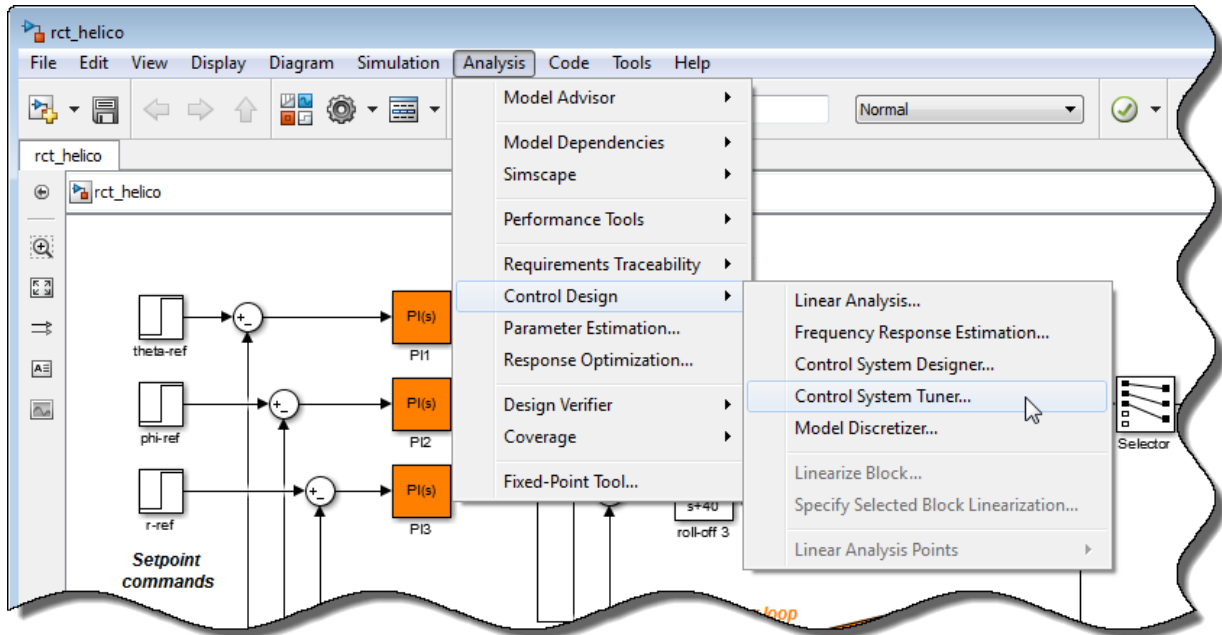 rct_helico
File Edit View Display Diagram Simulation Analysis Code Tools Help
Normal
rct_helico
rct_helico
Model Advisor
Model Dependencies
Simscape
Performance Tools
Requirements Traceability
Control Design
Parameter Estimation...
Response Optimization...
Design Verifier
Coverage
Fixed-Point Tool...
Linear Analysis...
Frequency Response Estimation...
Control System Designer...
Control System Tuner...
Model Discretizer...
Linearize Block...
Specify Selected Block Linearization...
Linear Analysis Points
theta-ref
PI(s)
PI1
phi-ref
PI(s)
PI2
r-ref
PI(s)
PI3
s+40
roll-off 3
Selector
Setpoint
commands
loop